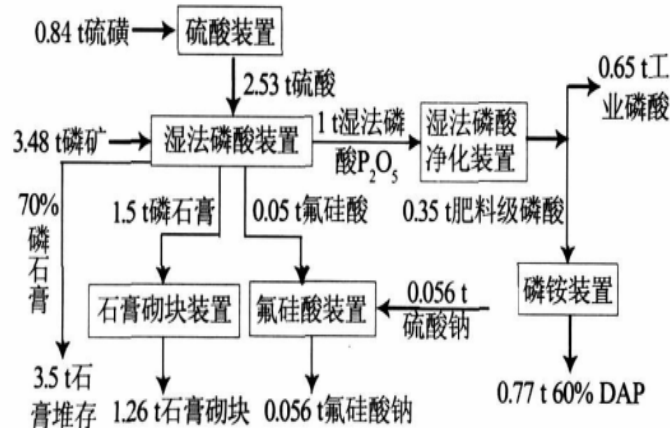 0.84 t硫磺
硫酸装置
2.53 t硫酸
0.65 t工
业磷酸
3.48 t磷矿
湿法磷酸装置
1 t湿法磷
酸P₂O₅
湿法磷酸
净化装置
70%
磷
石
膏
1.5 t磷石膏
0.05 t氟硅酸
0.35 t肥料级磷酸
石膏砌块装置
氟硅酸装置
0.056 t
硫酸钠
磷铵装置
3.5 t石
膏堆存
1.26 t石膏砌块
0.056 t氟硅酸钠
0.77 t 60% DAP